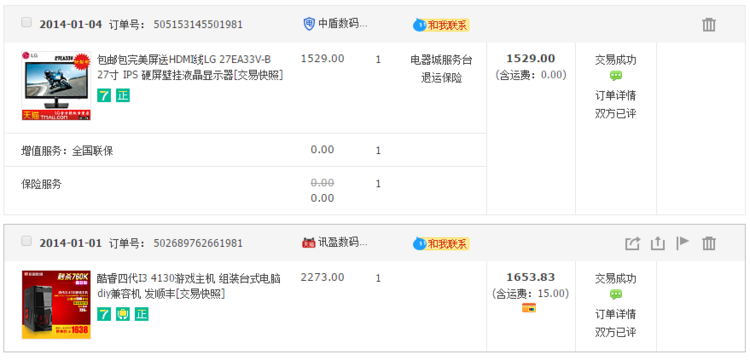 2014-01-04 订单号: 505153145501981 中盾数码... 和我联系
LG
包邮包完美屏送HDMI线LG 27EA33V-B 1529.00 1 电器城服务台 1529.00 交易成功
27寸 IPS 硬屏壁挂液晶显示器[交易快照] 退运保险 (含运费: 0.00)
7 正 订单详情
天猫 TMALL.COM 双方已评
增值服务: 全国联保 0.00 1
保险服务 0.00 1
0.00
2014-01-01 订单号: 502689762661981 讯盈数码... 和我联系
酷睿四代I3 4130游戏主机 组装台式电脑 2273.00 1 1653.83 交易成功
diy兼容机 发顺丰[交易快照] (含运费: 15.00)
7 正 订单详情
1638 双方已评